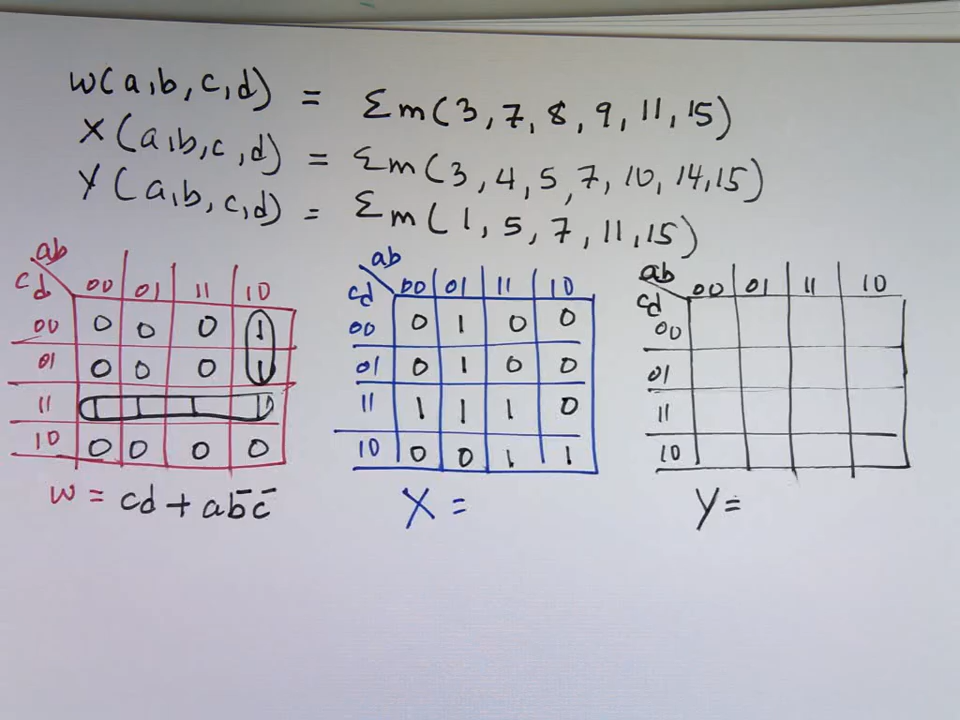 w(a,b,c,d) = Σm(3,7,8,9,11,15)
X(a,b,c,d) = Σm(3,4,5,7,10,14,15)
Y(a,b,c,d) = Σm(1,5,7,11,15)
ab
cd 00 01 11 10
00 0 0 0 1
01 0 0 0 1
11 1 1 1 1
10 0 0 0 0
w = cd + ab̄c̄
ab
cd 00 01 11 10
00 0 1 0 0
01 0 1 0 0
11 1 1 1 0
10 0 0 1 1
X =
ab
cd 00 01 11 10
00
01
11
10
Y=